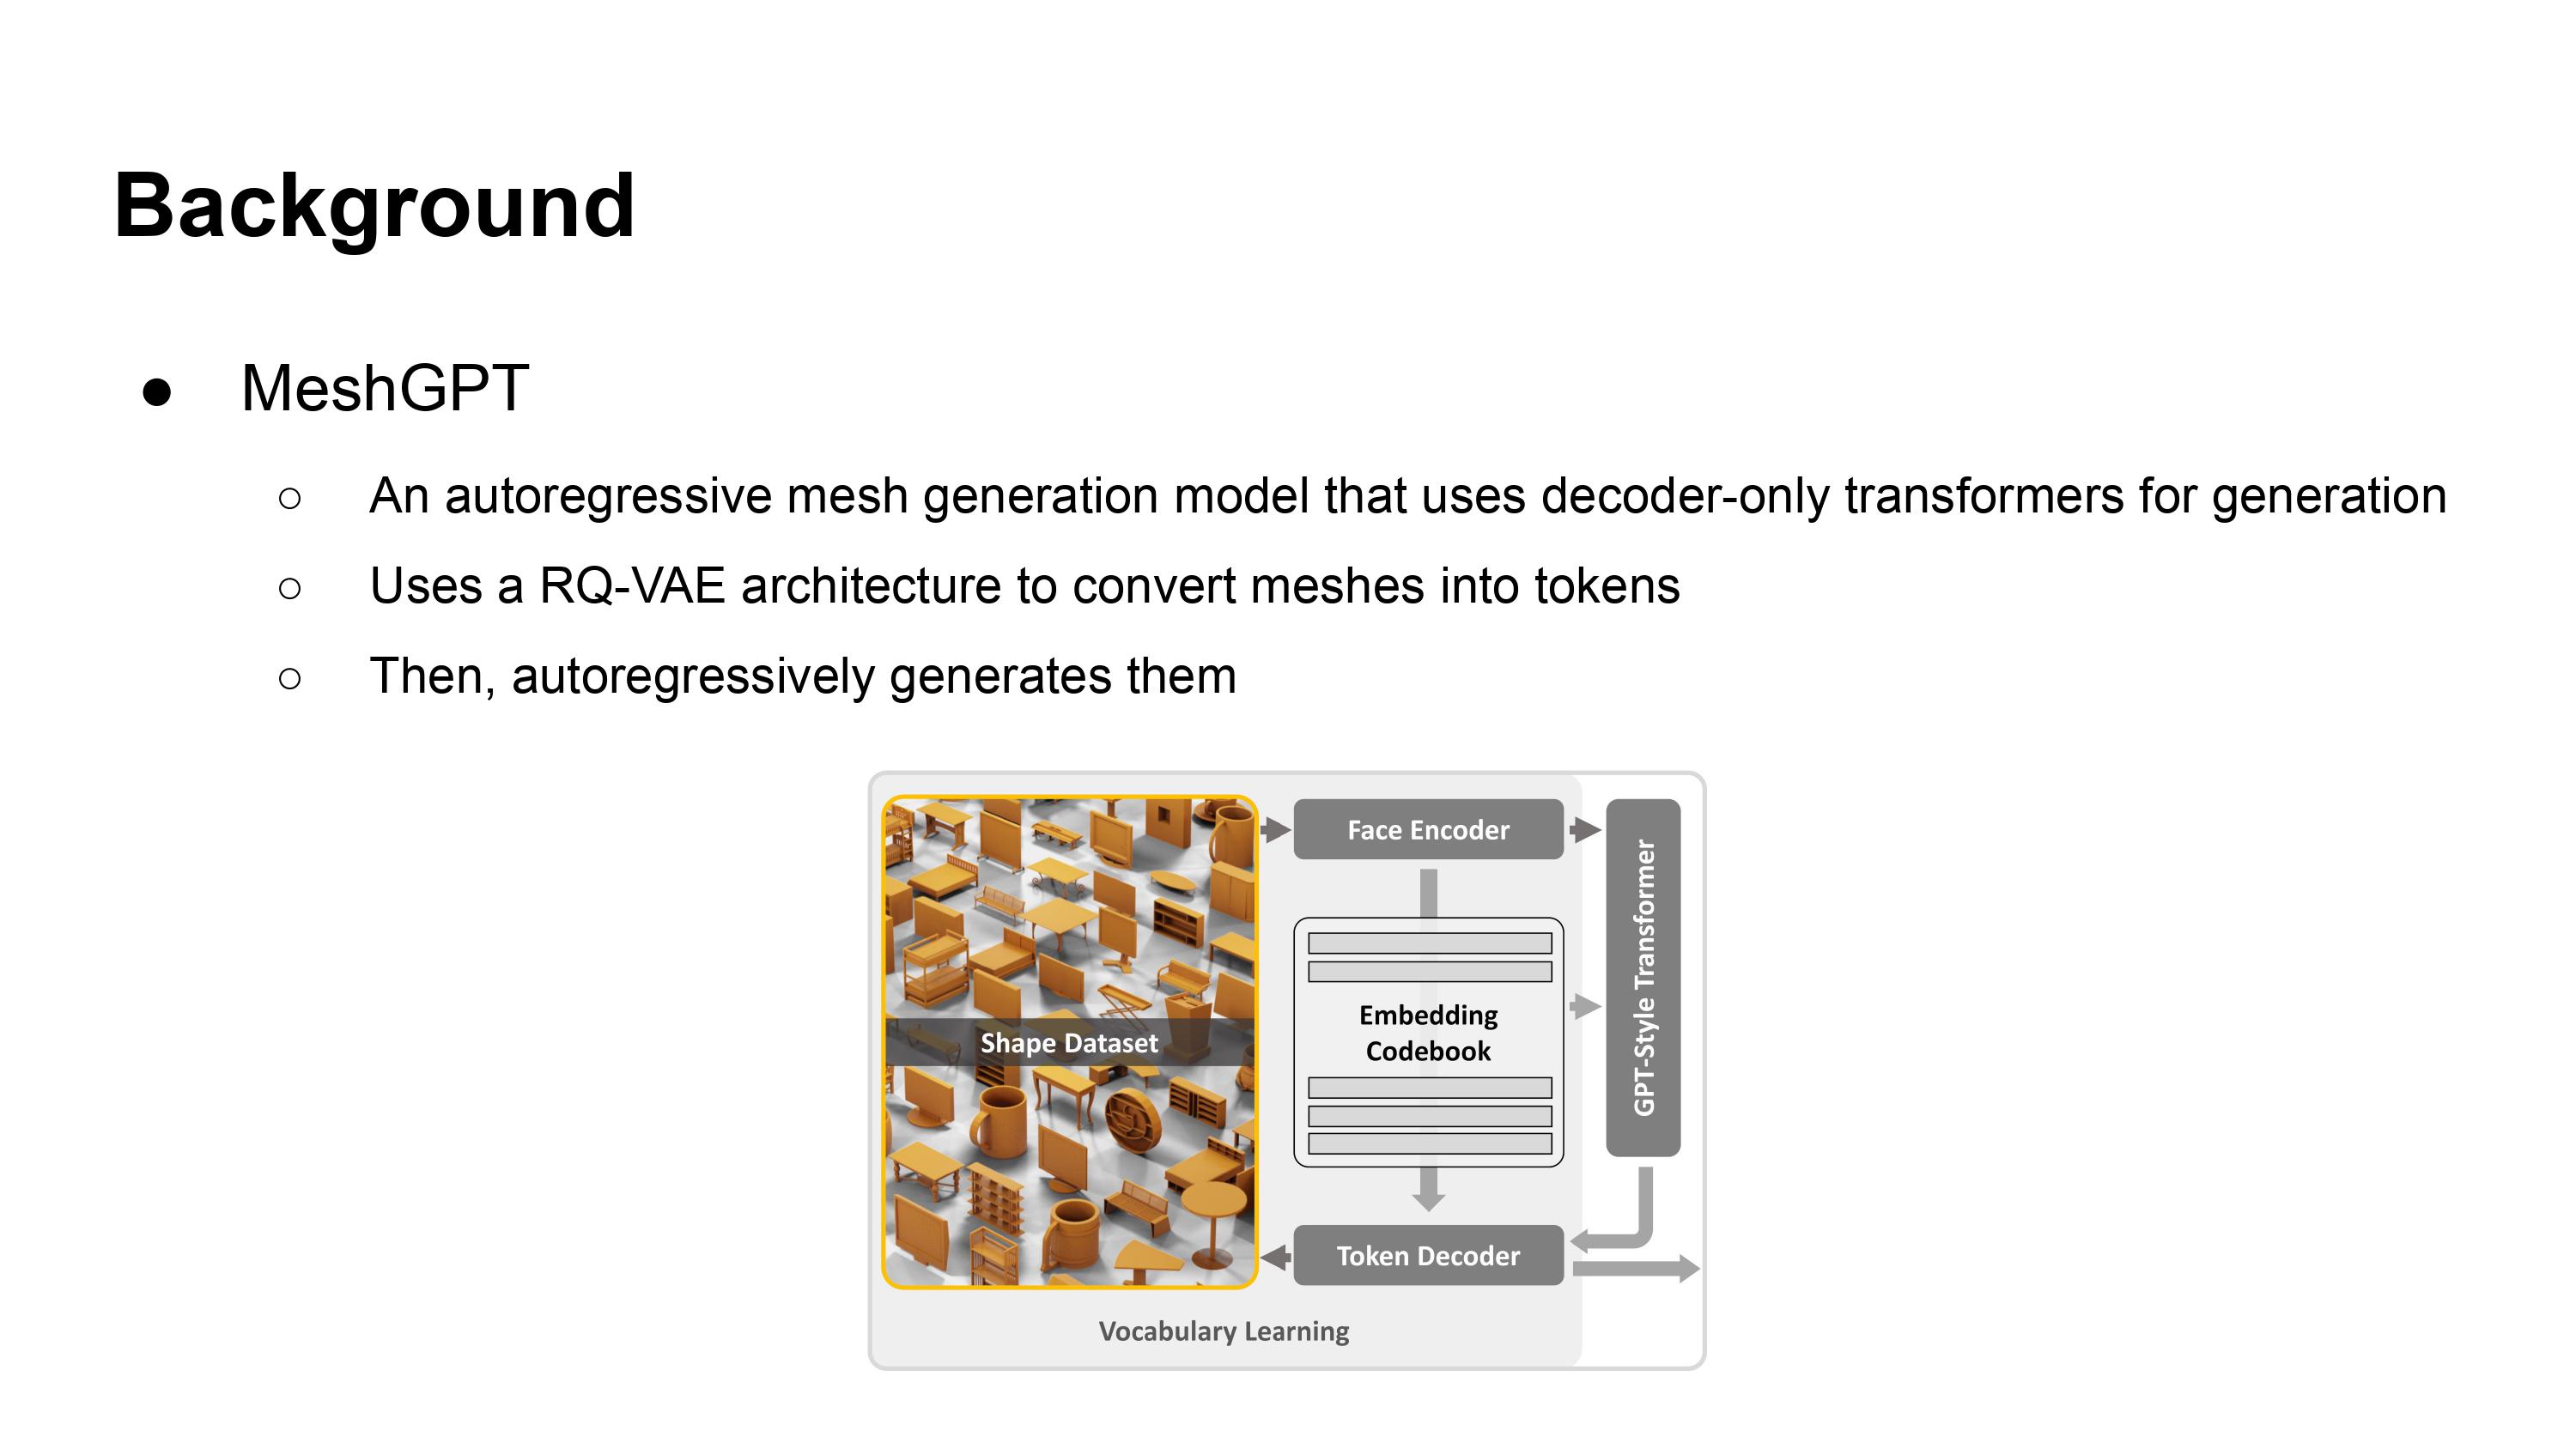 Background
● MeshGPT
○ An autoregressive mesh generation model that uses decoder-only transformers for generation
○ Uses a RQ-VAE architecture to convert meshes into tokens
○ Then, autoregressively generates them
Shape Dataset
Face Encoder
Embedding
Codebook
Token Decoder
GPT-Style Transformer
Vocabulary Learning